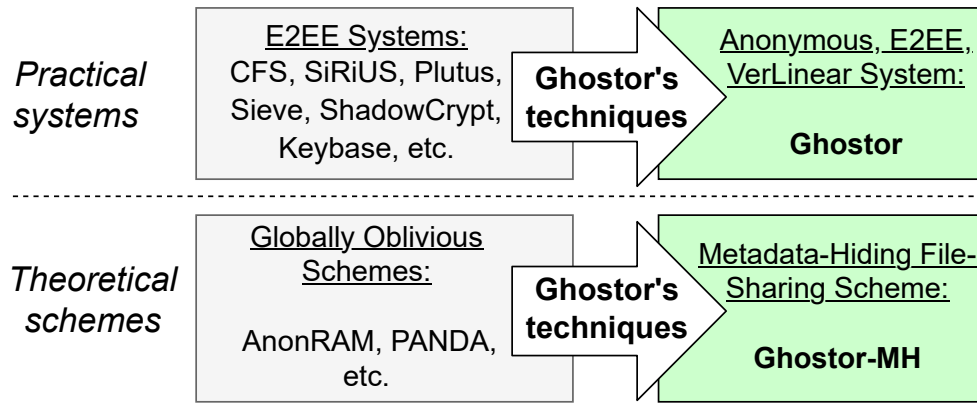 Practical
systems
E2EE Systems:
CFS, SiRiUS, Plutus,
Sieve, ShadowCrypt,
Keybase, etc.
Ghostor's
techniques
Anonymous, E2EE,
VerLinear System:
Ghostor
Theoretical
schemes
Globally Oblivious
Schemes:
AnonRAM, PANDA,
etc.
Ghostor's
techniques
Metadata-Hiding File-
Sharing Scheme:
Ghostor-MH